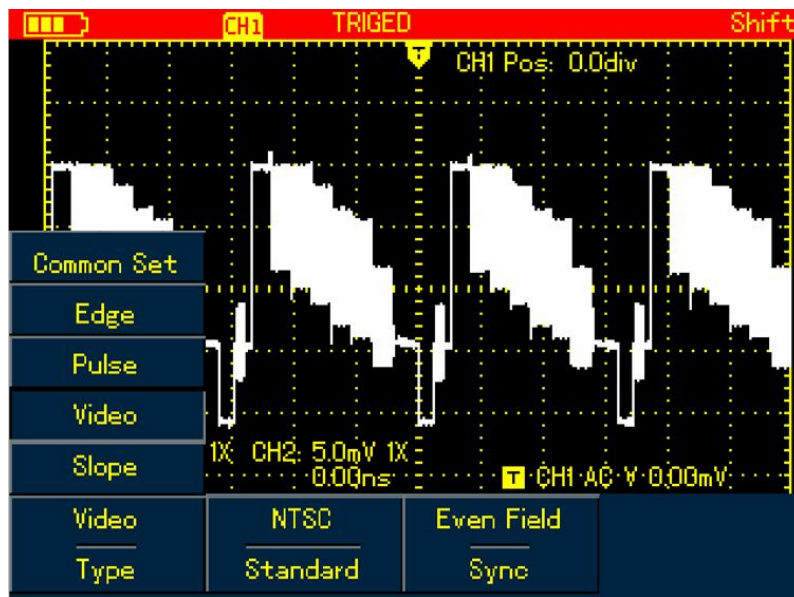 CH1 TRIGED Shift
T
CH1 Pos: 0.0div
Common Set
Edge
Pulse
Video
Slope
1X CH2: 5.0mV 1X
0.00ns T CH1 AC V 0.00mV
Video NTSC Even Field
Type Standard Sync